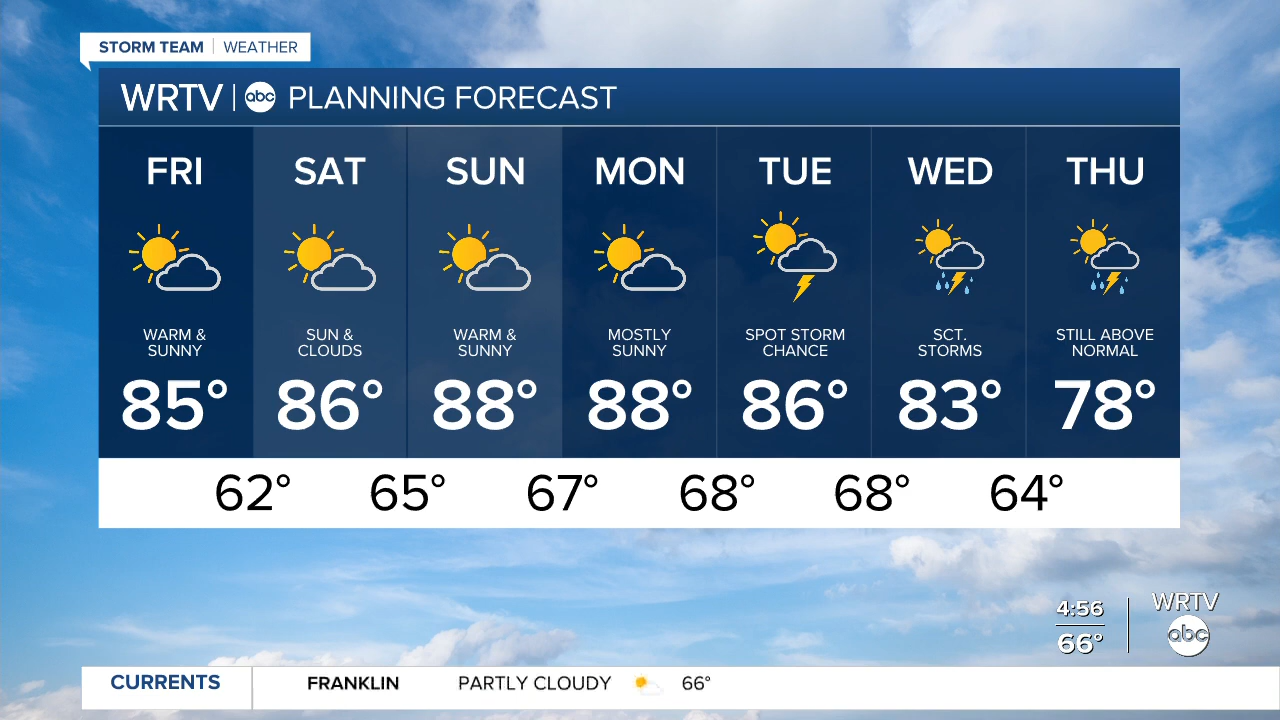 STORM TEAM | WEATHER
WRTV | abc PLANNING FORECAST
FRI SAT SUN MON TUE WED THU
WARM & SUN & WARM & MOSTLY SPOT STORM SCT. STILL ABOVE
SUNNY CLOUDS SUNNY SUNNY CHANCE STORMS NORMAL
85° 86° 88° 88° 86° 83° 78°
62° 65° 67° 68° 68° 64°
4:56
66°
WRTV
abc
CURRENTS FRANKLIN PARTLY CLOUDY 66°